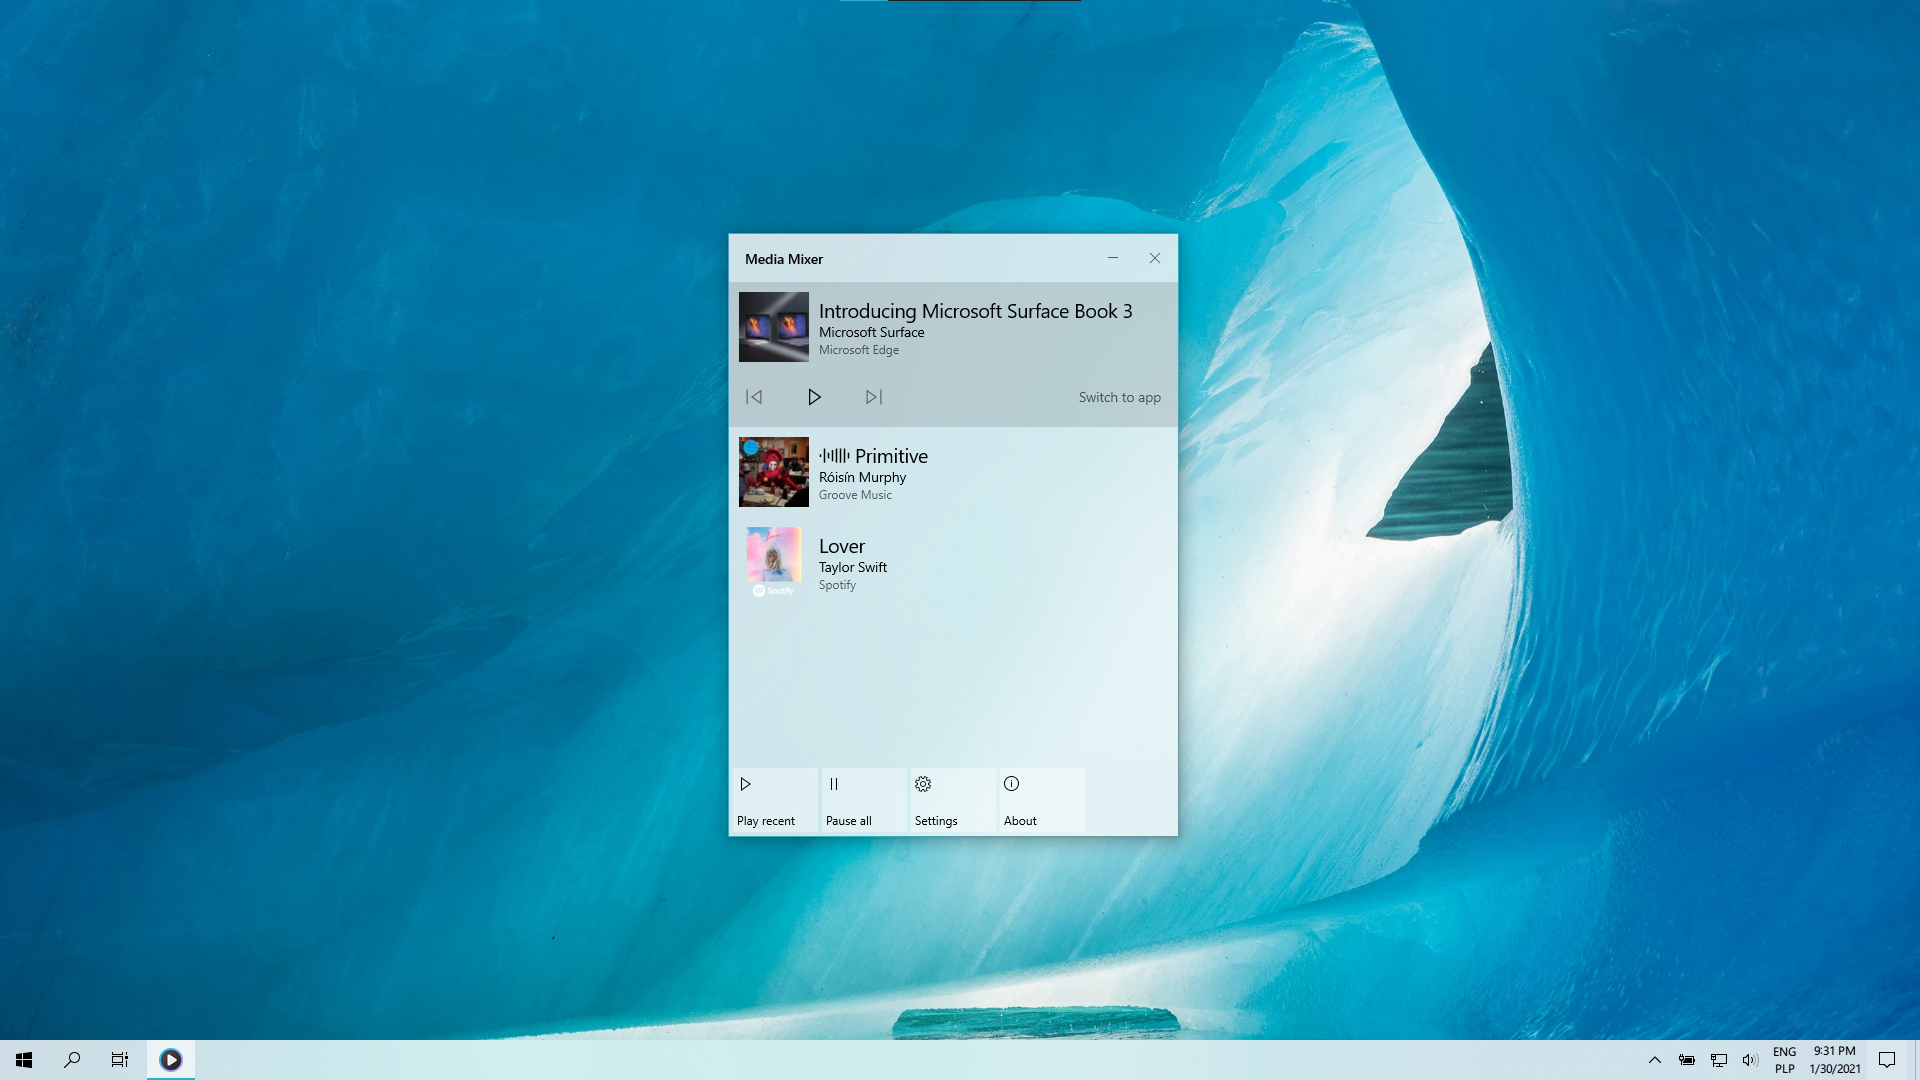 Media Mixer
Introducing Microsoft Surface Book 3
Microsoft Surface
Microsoft Edge
Switch to app
Primitive
Róisín Murphy
Groove Music
Lover
Taylor Swift
Spotify
Spotify
Play recent
Pause all
Settings
About
ENG
PLP
9:31 PM
1/30/2021